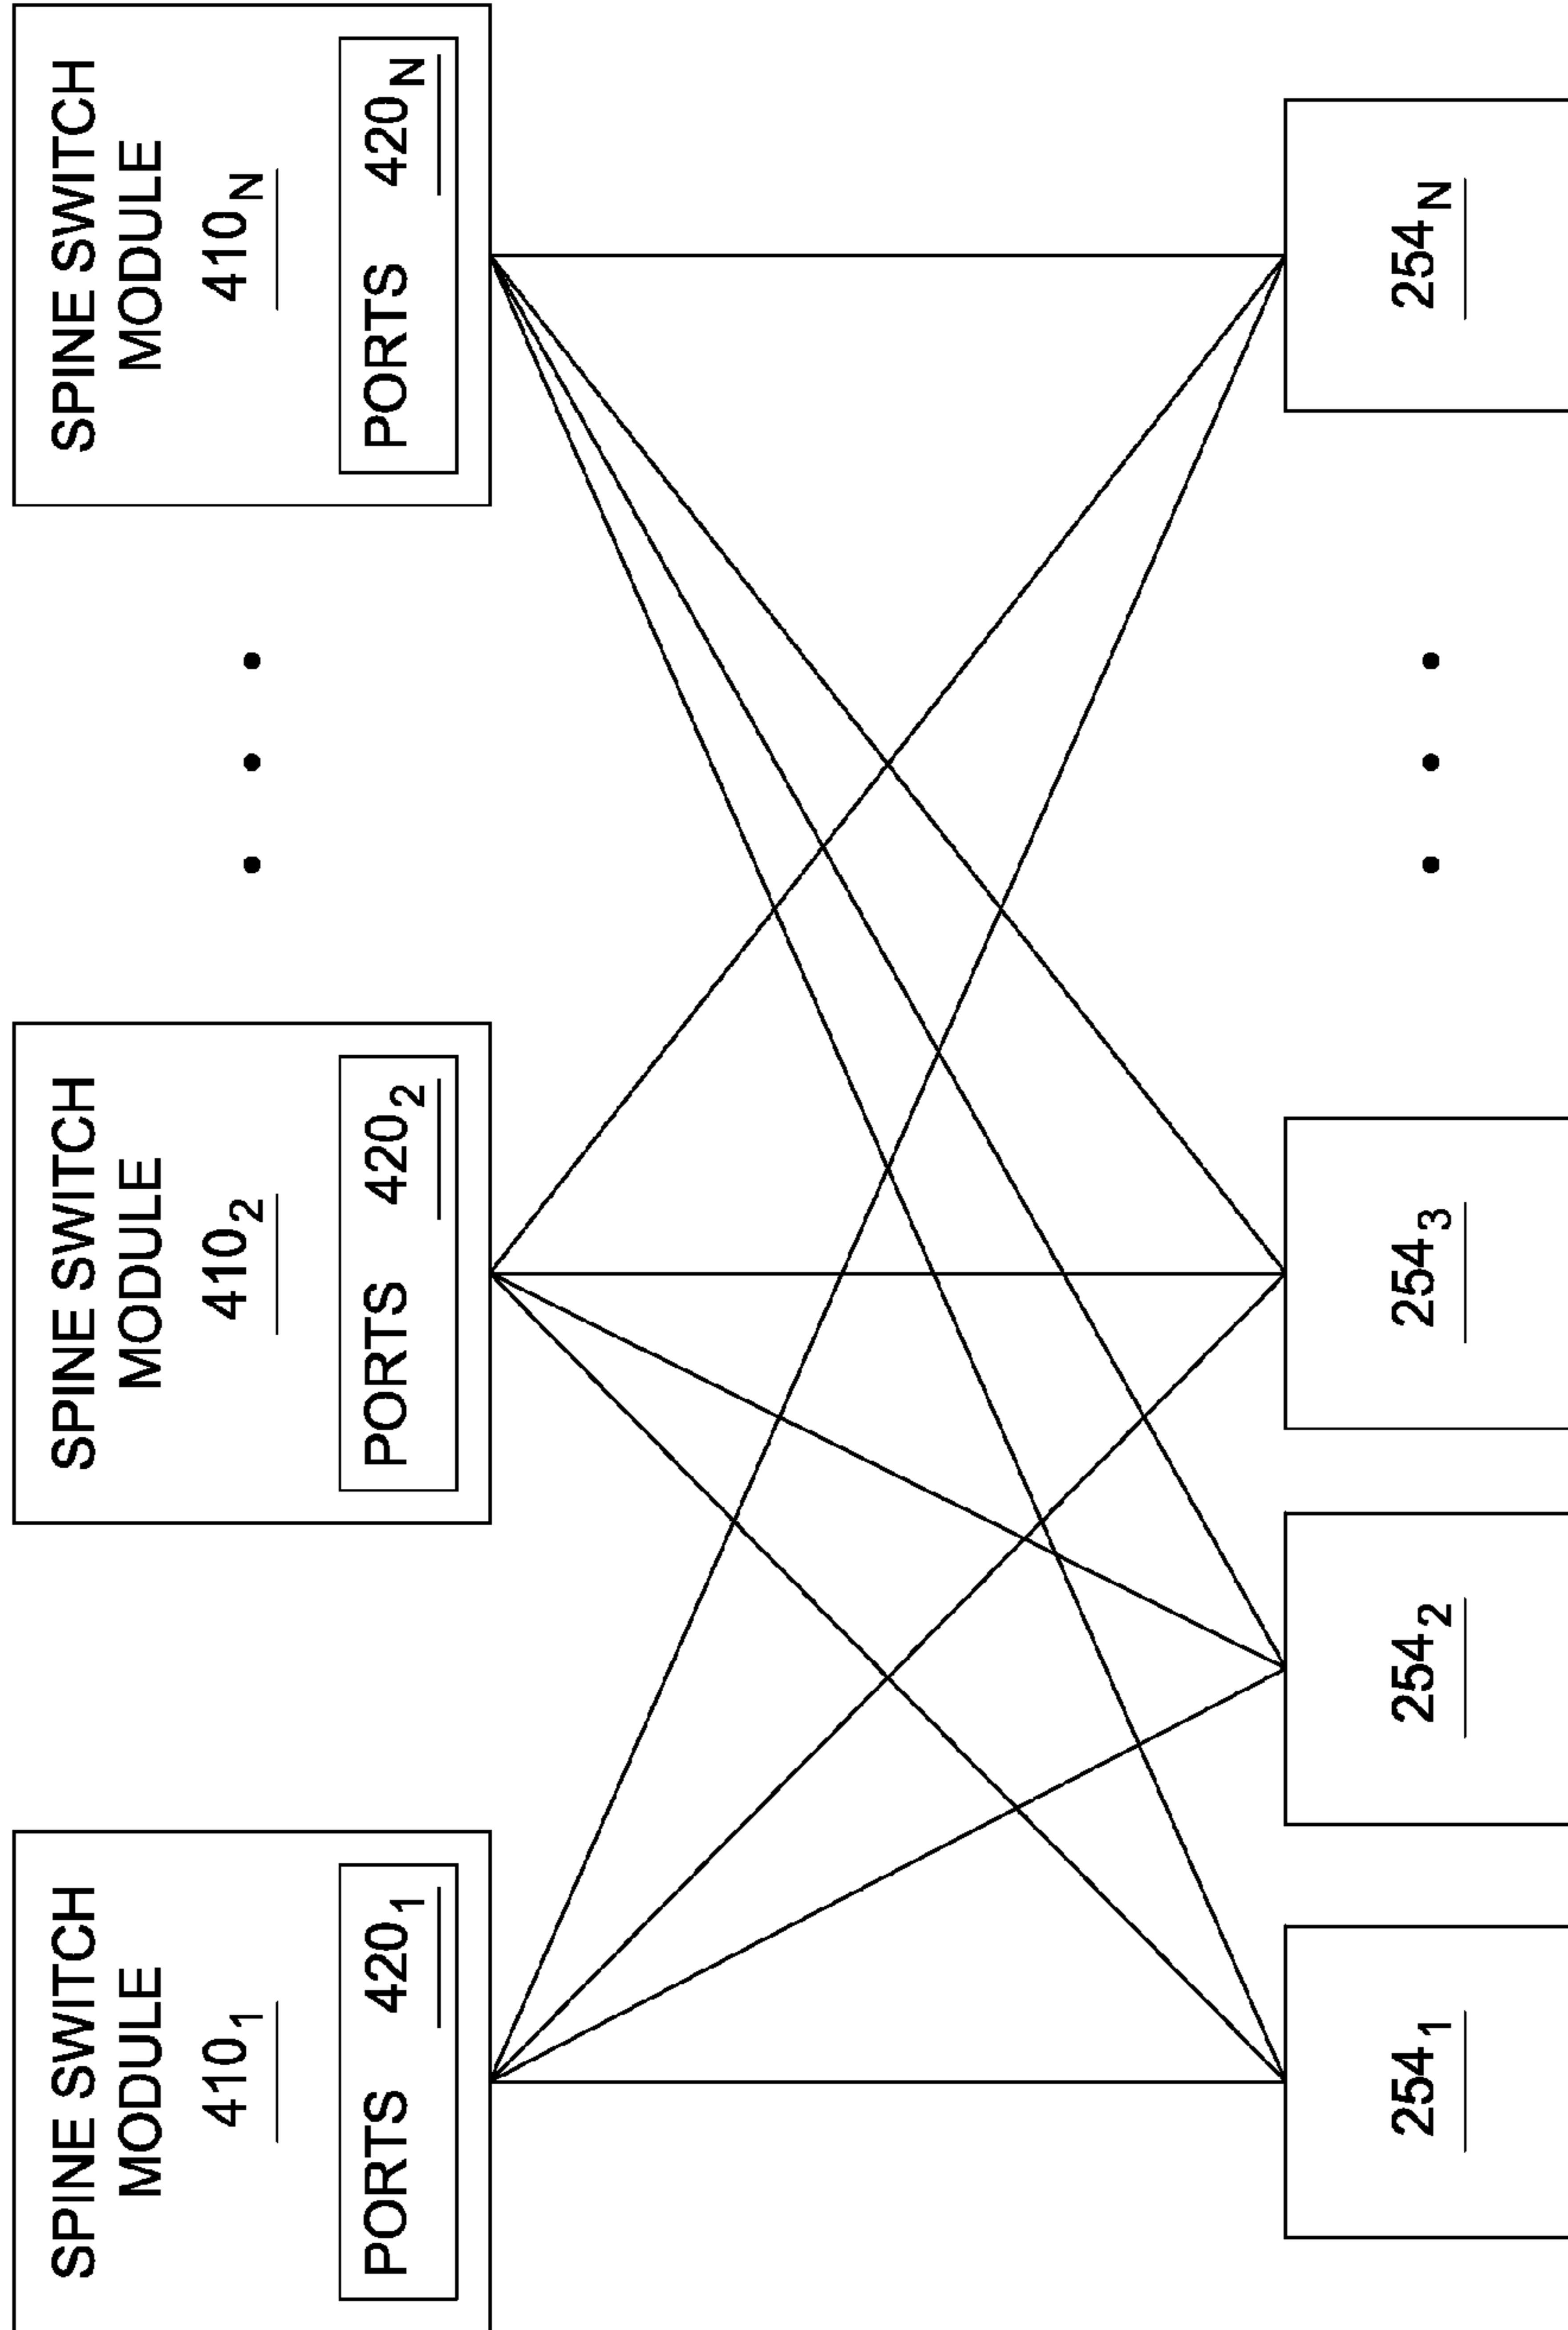 SPINE SWITCH
MODULE
410₁
PORTS 420₁
SPINE SWITCH
MODULE
410₂
PORTS 420₂
SPINE SWITCH
MODULE
410N
PORTS 420N
254₁
254₂
254₃
254N